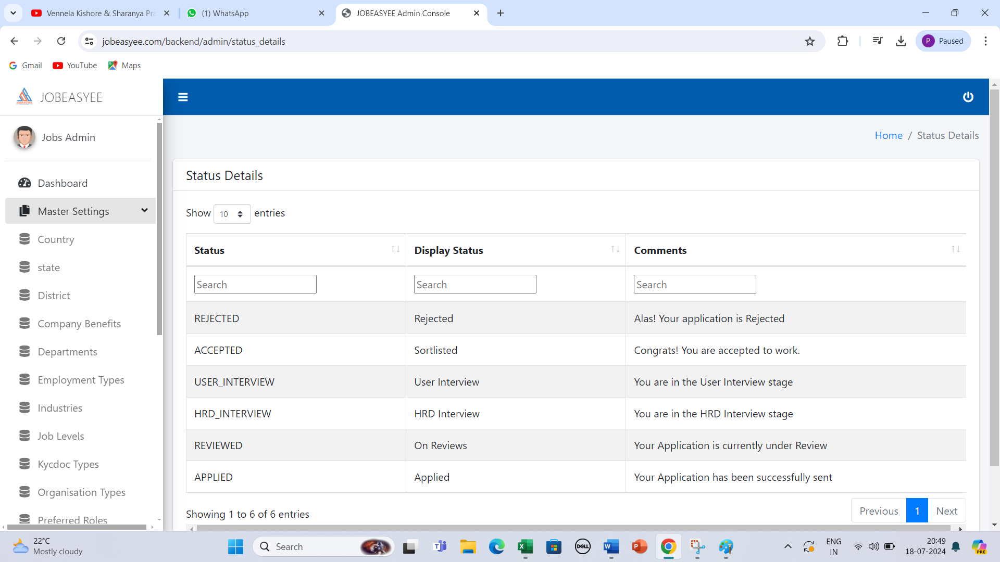 Vennela Kishore & Sharanya Pra
(1) WhatsApp
JOBEASYEE Admin Console
jobeasyee.com/backend/admin/status_details
P Paused
Gmail YouTube Maps
JOBEASYEE
Jobs Admin
Home / Status Details
Status Details
Dashboard
Master Settings
Country
state
District
Company Benefits
Departments
Employment Types
Industries
Job Levels
Kycdoc Types
Organisation Types
Preferred Roles
Show 10 entries
Status Display Status Comments
Search Search Search
REJECTED Rejected Alas! Your application is Rejected
ACCEPTED Sortlisted Congrats! You are accepted to work.
USER_INTERVIEW User Interview You are in the User Interview stage
HRD_INTERVIEW HRD Interview You are in the HRD Interview stage
REVIEWED On Reviews Your Application is currently under Review
APPLIED Applied Your Application has been successfully sent
Showing 1 to 6 of 6 entries
Previous 1 Next
22°C
Mostly cloudy
Search
DELL
ENG
IN
20:49
18-07-2024
PRE